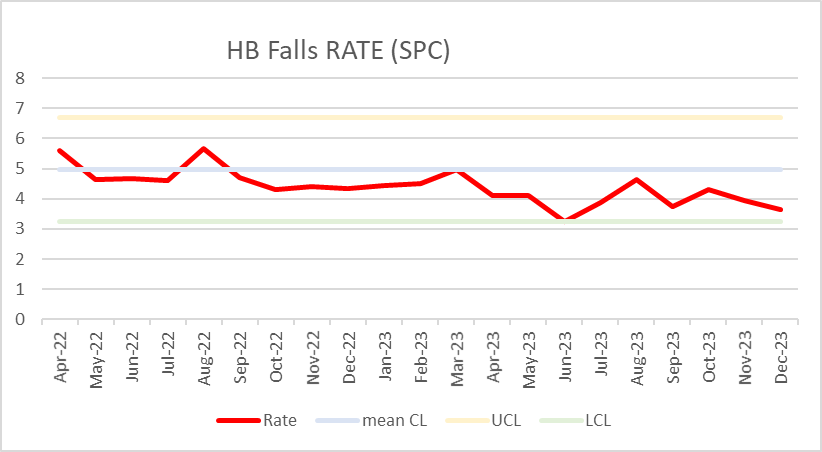 HB Falls RATE (SPC)
8
7
6
5
4
3
2
1
0
Apr-22
May-22
Jun-22
Jul-22
Aug-22
Sep-22
Oct-22
Nov-22
Dec-22
Jan-23
Feb-23
Mar-23
Apr-23
May-23
Jun-23
Jul-23
Aug-23
Sep-23
Oct-23
Nov-23
Dec-23
Rate mean CL UCL LCL